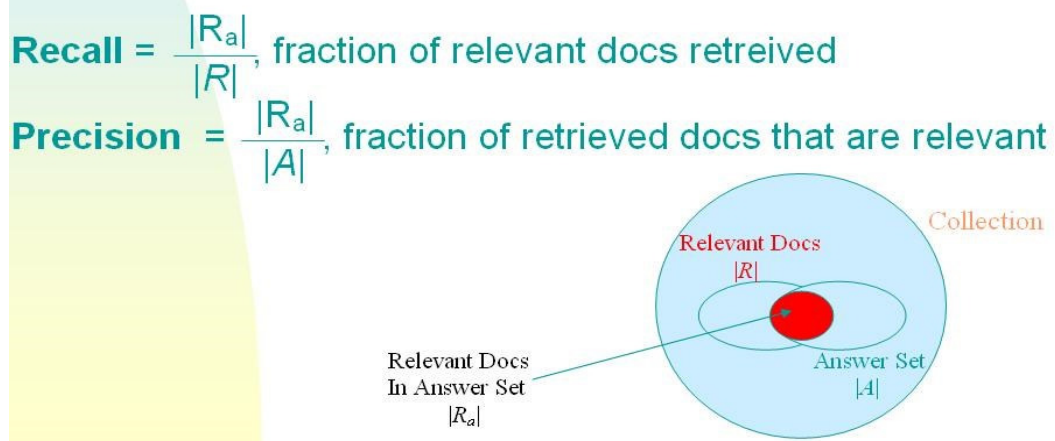 Recall = |Ra| / |R|, fraction of relevant docs retreived
Precision = |Ra| / |A|, fraction of retrieved docs that are relevant
Collection
Relevant Docs
|R|
Relevant Docs
In Answer Set
|Ra|
Answer Set
|A|